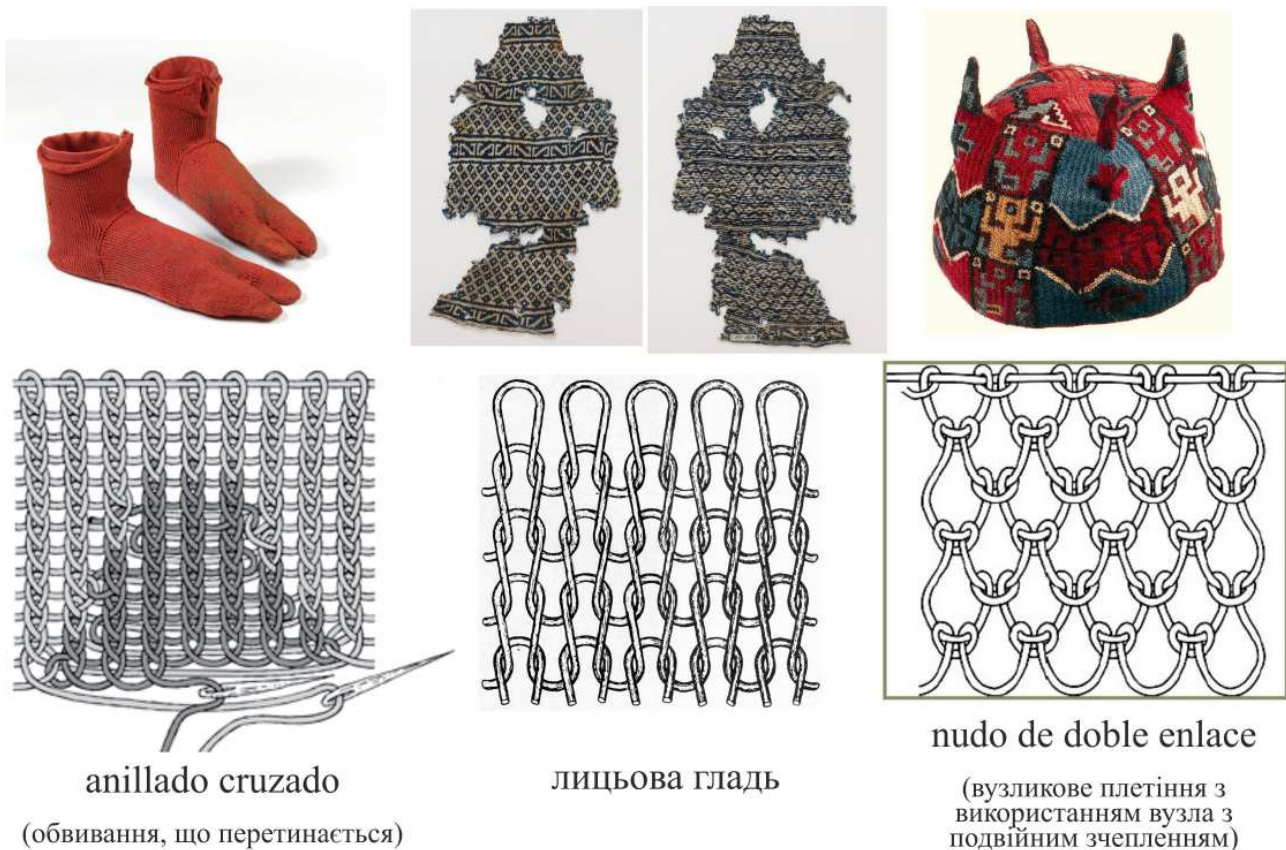 anillado cruzado
(обвивання, що перетинається)
лицьова гладь
nudo de doble enlace
(вузликове плетіння з
використанням вузла з
подвійним зчепленням)